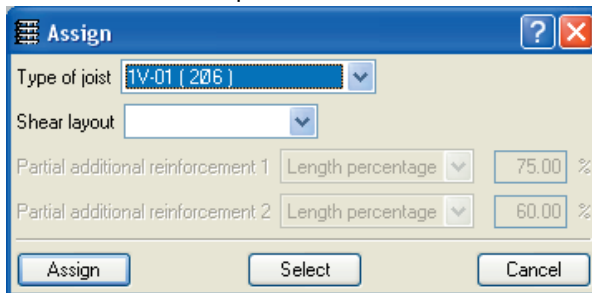 Assign
Type of joist 1V-01 ( 2Ø6 )
Shear layout
Partial additional reinforcement 1 Length percentage 75.00 %
Partial additional reinforcement 2 Length percentage 60.00 %
Assign Select Cancel